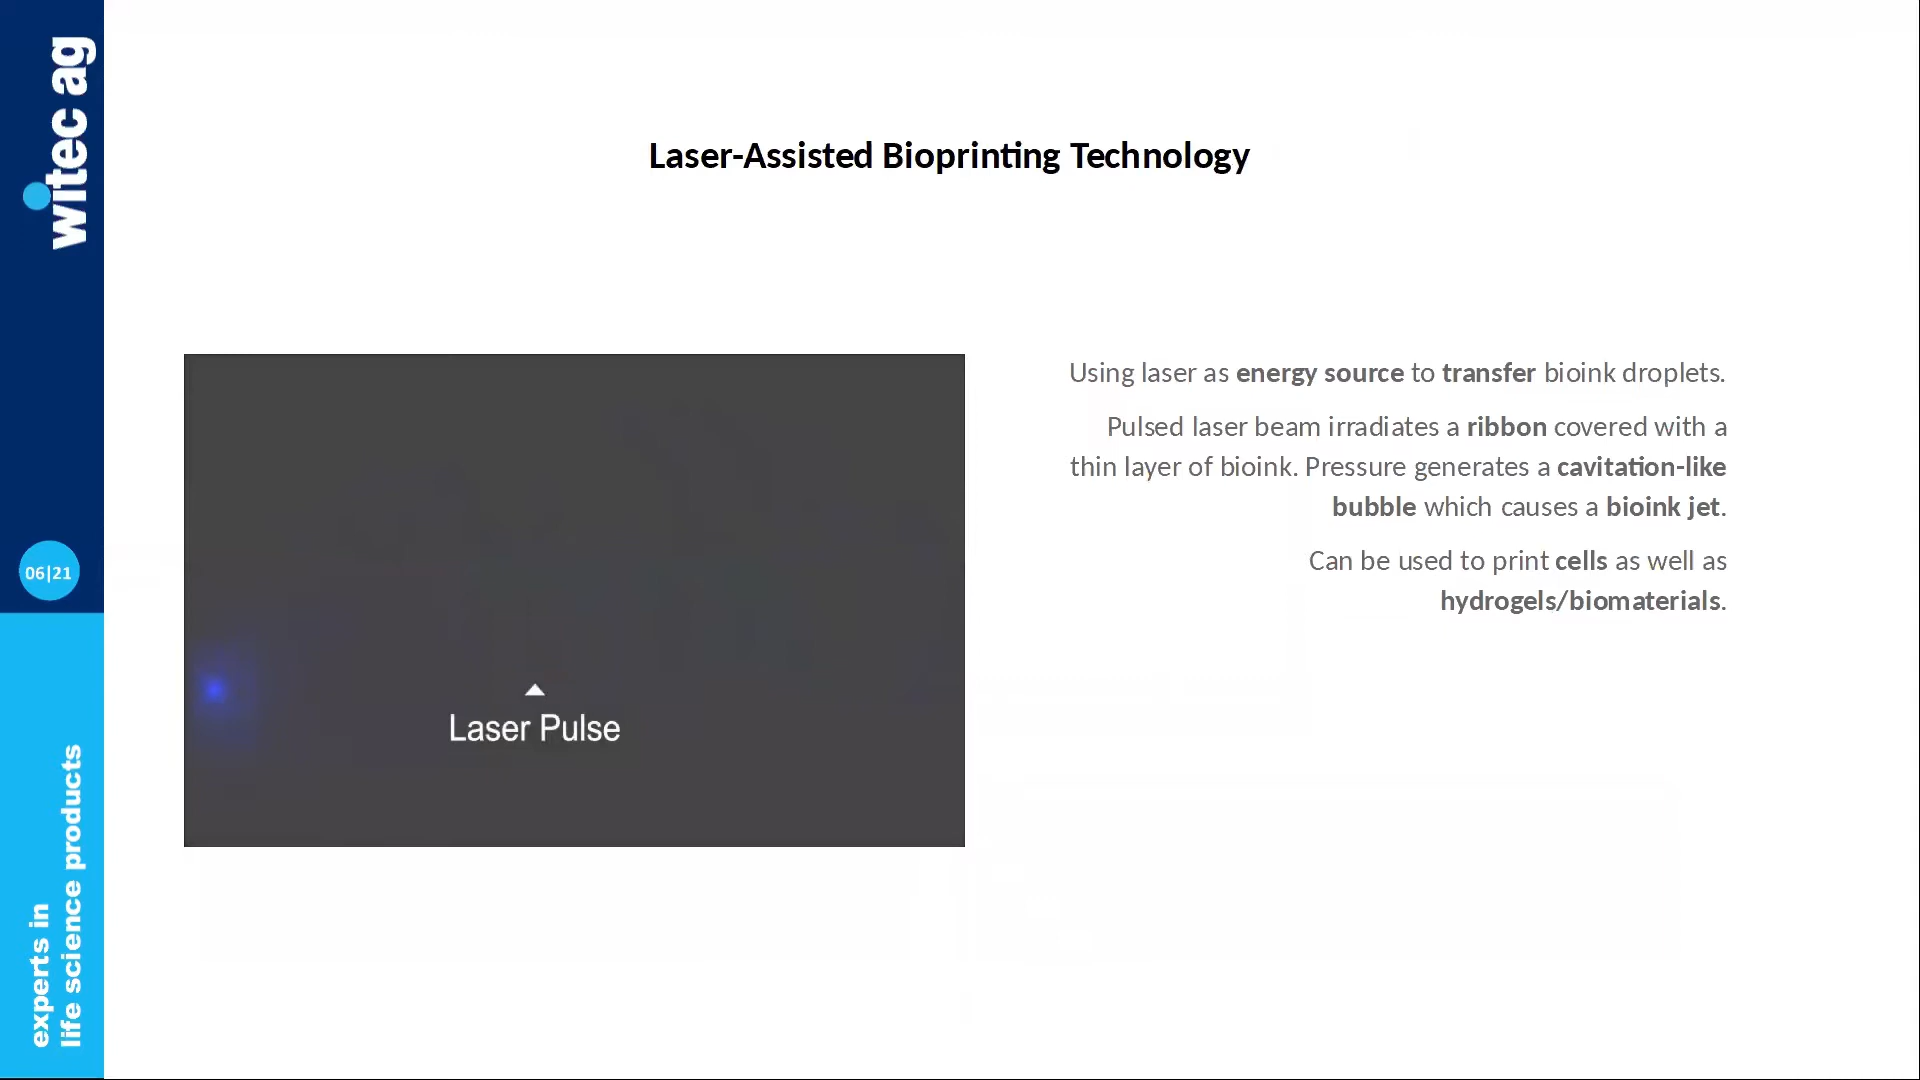 witec ag
Laser-Assisted Bioprinting Technology
Using laser as energy source to transfer bioink droplets.
Pulsed laser beam irradiates a ribbon covered with a
thin layer of bioink. Pressure generates a cavitation-like
bubble which causes a bioink jet.
Can be used to print cells as well as
hydrogels/biomaterials.
Laser Pulse
06|21
experts in
life science products